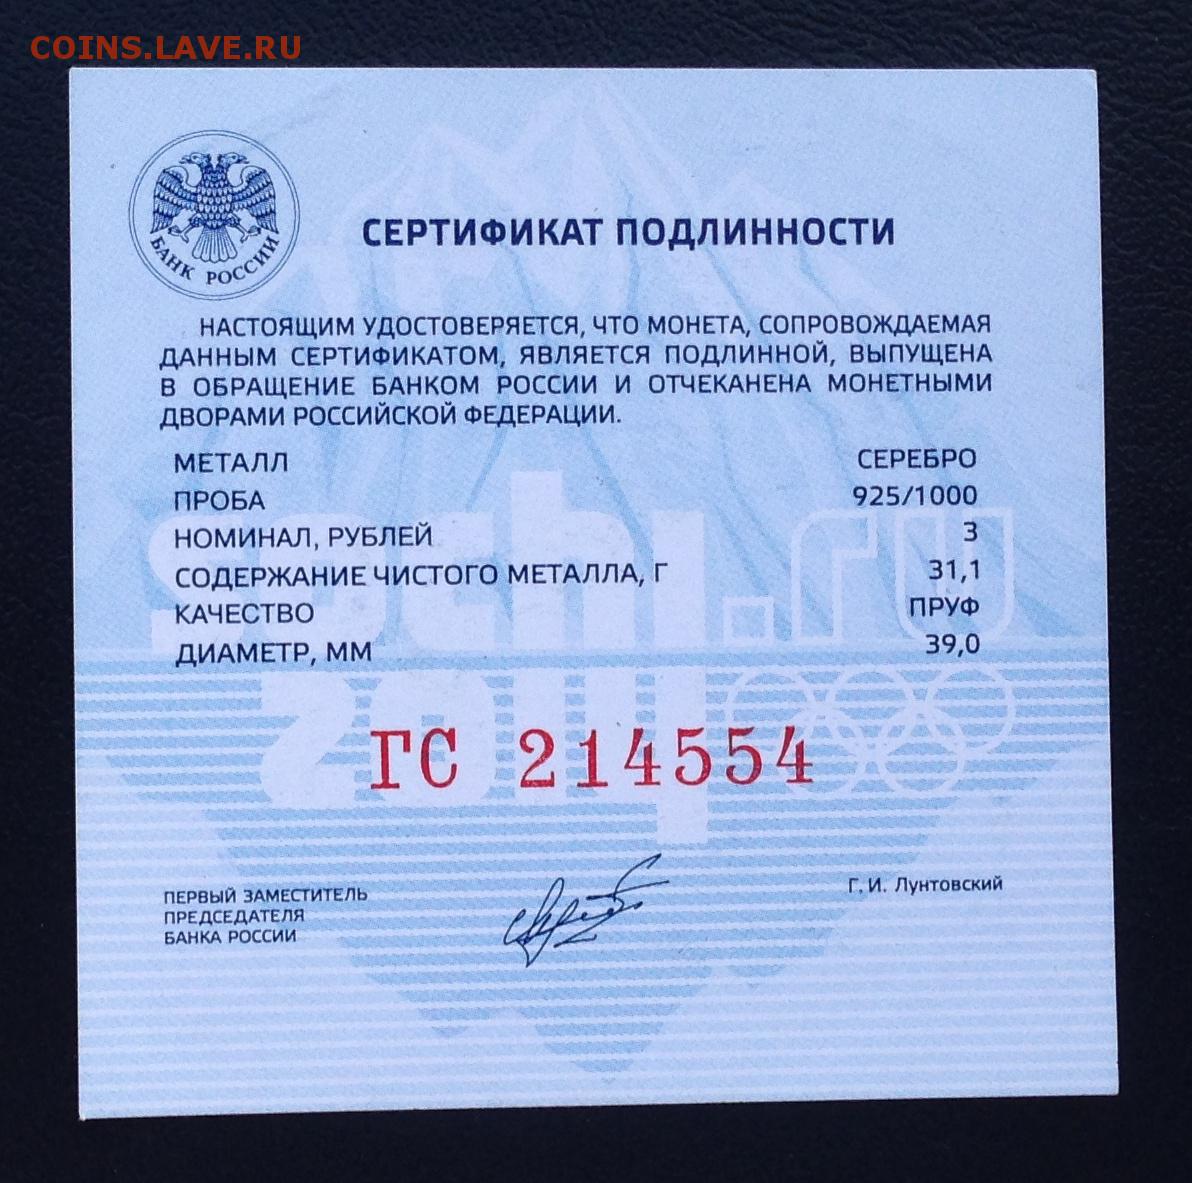 COINS.LAVE.RU
БАНК РОССИИ
СЕРТИФИКАТ ПОДЛИННОСТИ
НАСТОЯЩИМ УДОСТОВЕРЯЕТСЯ, ЧТО МОНЕТА, СОПРОВОЖДАЕМАЯ
ДАННЫМ СЕРТИФИКАТОМ, ЯВЛЯЕТСЯ ПОДЛИННОЙ, ВЫПУЩЕНА
В ОБРАЩЕНИЕ БАНКОМ РОССИИ И ОТЧЕКАНЕНА МОНЕТНЫМИ
ДВОРАМИ РОССИЙСКОЙ ФЕДЕРАЦИИ.
МЕТАЛЛ СЕРЕБРО
ПРОБА 925/1000
НОМИНАЛ, РУБЛЕЙ 3
СОДЕРЖАНИЕ ЧИСТОГО МЕТАЛЛА, Г 31,1
КАЧЕСТВО ПРУФ
ДИАМЕТР, ММ 39,0
sochi.ru
2014
ГС 214554
ПЕРВЫЙ ЗАМЕСТИТЕЛЬ
ПРЕДСЕДАТЕЛЯ
БАНКА РОССИИ
Г. И. Лунтовский